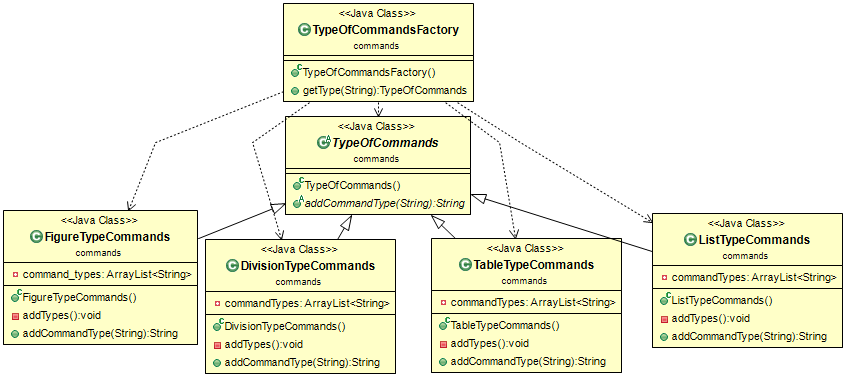 <<Java Class>>
TypeOfCommandsFactory
commands
TypeOfCommandsFactory()
getType(String):TypeOfCommands
<<Java Class>>
TypeOfCommands
commands
TypeOfCommands()
addCommandType(String):String
<<Java Class>>
FigureTypeCommands
commands
command_types: ArrayList<String>
FigureTypeCommands()
addTypes():void
addCommandType(String):String
<<Java Class>>
DivisionTypeCommands
commands
commandTypes: ArrayList<String>
DivisionTypeCommands()
addTypes():void
addCommandType(String):String
<<Java Class>>
TableTypeCommands
commands
commandTypes: ArrayList<String>
TableTypeCommands()
addTypes():void
addCommandType(String):String
<<Java Class>>
ListTypeCommands
commands
commandTypes: ArrayList<String>
ListTypeCommands()
addTypes():void
addCommandType(String):String